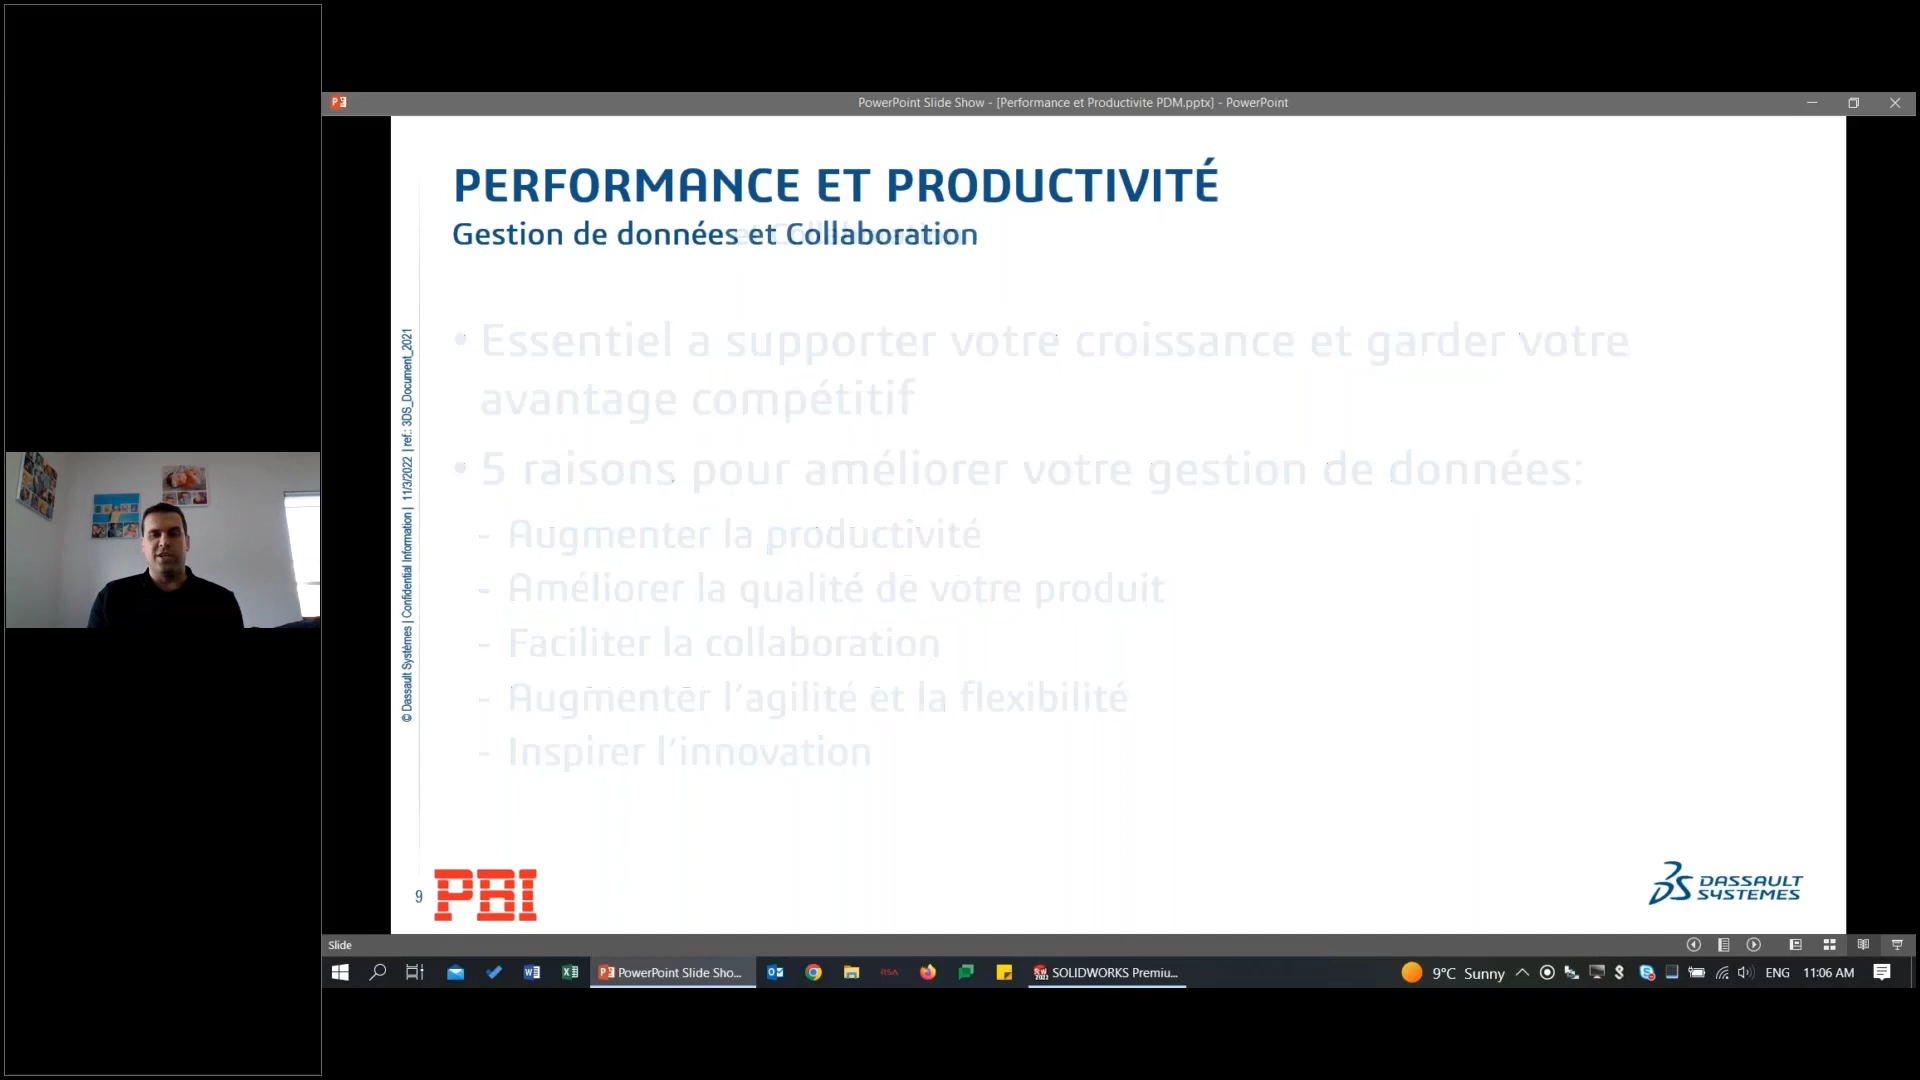 PowerPoint Slide Show - [Performance et Productivite PDM.pptx] - PowerPoint
PERFORMANCE ET PRODUCTIVITÉ
Gestion de données et Collaboration
• Essentiel a supporter votre croissance et garder votre
avantage compétitif
• 5 raisons pour améliorer votre gestion de données:
- Augmenter la productivité
- Améliorer la qualité de votre produit
- Faciliter la collaboration
- Augmenter l'agilité et la flexibilité
- Inspirer l'innovation
© Dassault Systèmes | Confidential Information | 11/3/2022 | ref.: 3DS_Document_2021
9
PBI
DASSAULT
SYSTEMES
Slide
PowerPoint Slide Sho...
RSA
SOLIDWORKS Premiu...
9°C Sunny
ENG
11:06 AM